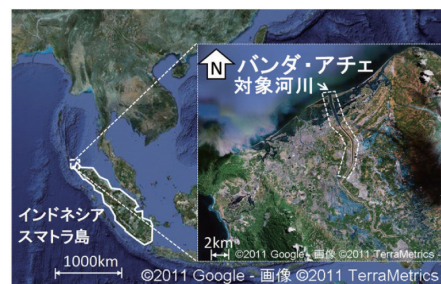 N
バンダ・アチェ
対象河川
インドネシア
スマトラ島
2km
©2011 Google - 画像 ©2011 TerraMetrics
1000km
©2011 Google - 画像 ©2011 TerraMetrics